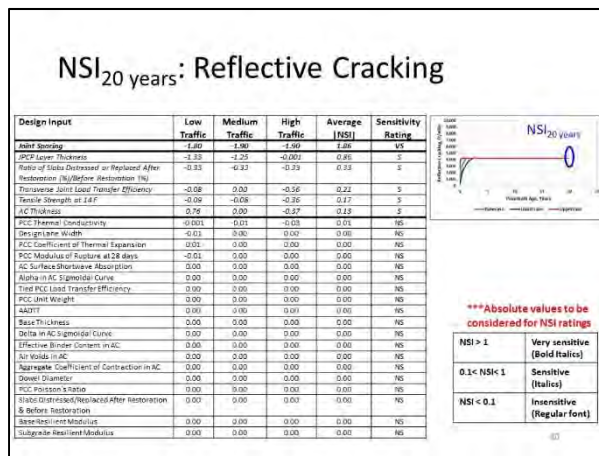 NSI20 years: Reflective Cracking
Design Input Low Traffic Medium Traffic High Traffic Average |NSI| Sensitivity Rating
Joint Spacing -1.80 -1.90 -1.90 1.86 VS
JPCP Layer Thickness -1.33 -1.25 -0.001 0.86 S
Ratio of Slabs Distressed or Replaced After Restoration (%)/Before Restoration (%) -0.33 -0.33 -0.33 0.33 S
Transverse Joint Load Transfer Efficiency -0.08 0.00 -0.56 0.21 S
Tensile Strength at 14 F -0.09 -0.08 -0.36 0.17 S
AC Thickness 0.76 0.00 -0.37 0.13 S
PCC Thermal Conductivity -0.001 0.01 -0.03 0.01 NS
Design Lane Width -0.01 0.00 0.00 0.00 NS
PCC Coefficient of Thermal Expansion 0.01 0.00 0.00 0.00 NS
PCC Modulus of Rupture at 28 days -0.01 0.00 0.00 0.00 NS
AC Surface Shortwave Absorption 0.00 0.00 0.00 0.00 NS
Alpha in AC Sigmoidal Curve 0.00 0.00 0.00 0.00 NS
Tied PCC Load Transfer Efficiency 0.00 0.00 0.00 0.00 NS
PCC Unit Weight 0.00 0.00 0.00 0.00 NS
AADTT 0.00 0.00 0.00 0.00 NS
Base Thickness 0.00 0.00 0.00 0.00 NS
Delta in AC Sigmoidal Curve 0.00 0.00 0.00 0.00 NS
Effective Binder Content in AC 0.00 0.00 0.00 0.00 NS
Air Voids in AC 0.00 0.00 0.00 0.00 NS
Aggregate Coefficient of Contraction in AC 0.00 0.00 0.00 0.00 NS
Dowel Diameter 0.00 0.00 0.00 0.00 NS
PCC Poisson's Ratio 0.00 0.00 0.00 0.00 NS
Slabs Distressed/Replaced After Restoration & Before Restoration 0.00 0.00 0.00 0.00 NS
Base Resilient Modulus 0.00 0.00 0.00 0.00 NS
Subgrade Resilient Modulus 0.00 0.00 0.00 0.00 NS
NSI20 years
Pavement Age, Years
***Absolute values to be
considered for NSI ratings
NSI > 1 Very sensitive (Bold Italics)
0.1< NSI< 1 Sensitive (Italics)
NSI < 0.1 Insensitive (Regular font)